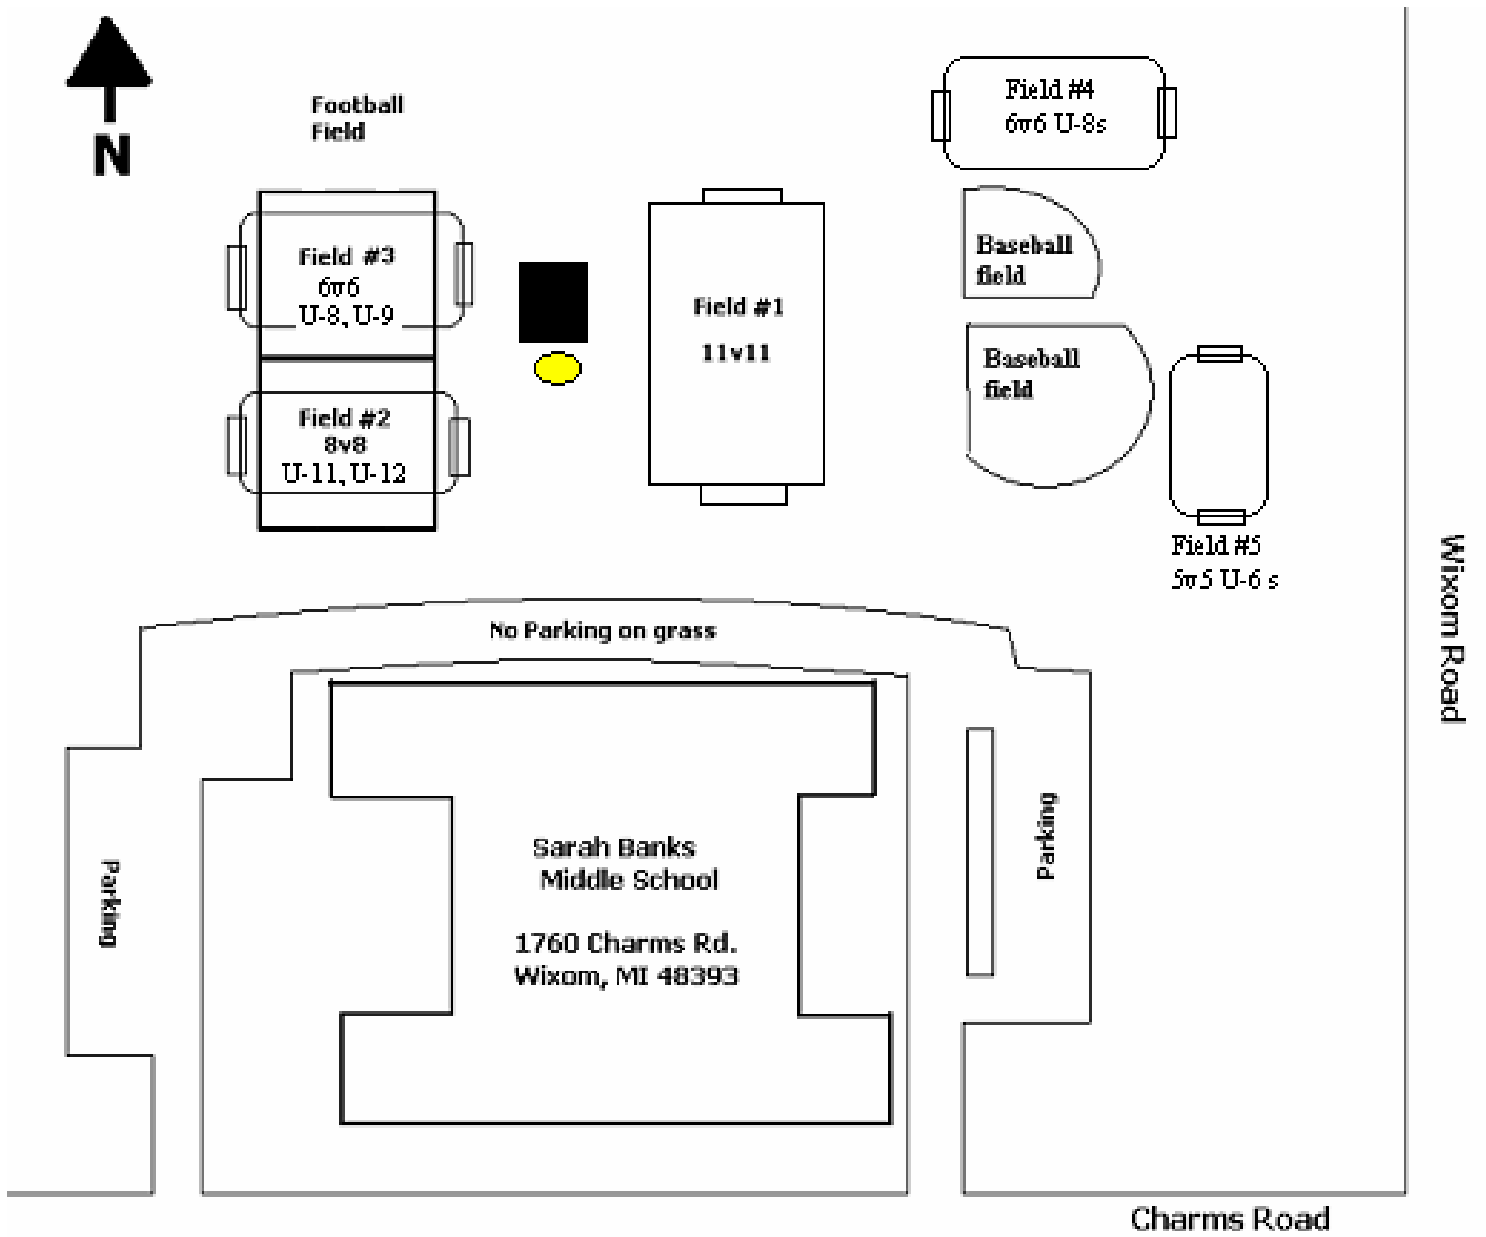 N
Football
Field
Field #4
6v6 U-8s
Field #3
6v6
U-8, U-9
Field #1
11v11
Baseball
field
Baseball
field
Field #2
8v8
U-11, U-12
Field #5
5v5 U-6 s
Wixom Road
No Parking on grass
Parking
Parking
Sarah Banks
Middle School
1760 Charms Rd.
Wixom, MI 48393
Charms Road